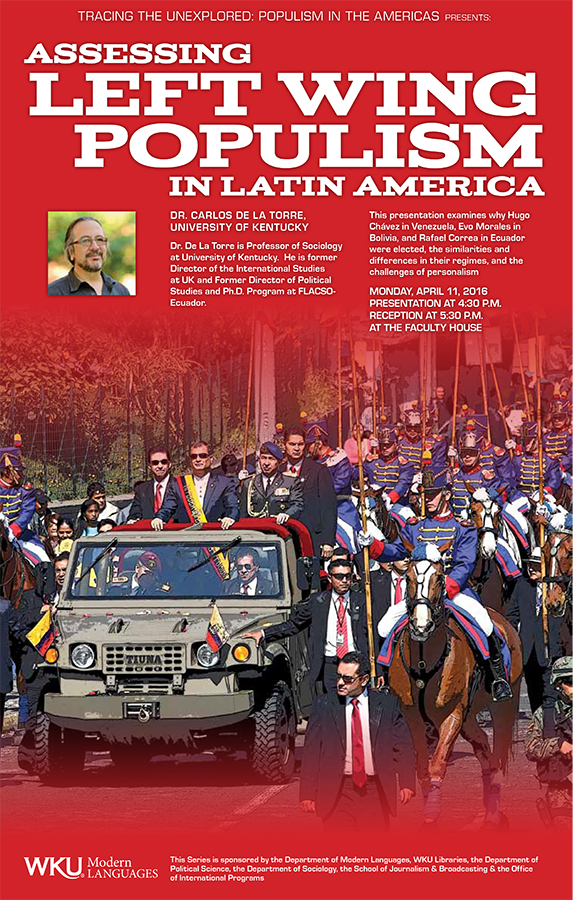 TRACING THE UNEXPLORED: POPULISM IN THE AMERICAS PRESENTS:
ASSESSING
LEFT WING
POPULISM
IN LATIN AMERICA
DR. CARLOS DE LA TORRE,
UNIVERSITY OF KENTUCKY
Dr. De La Torre is Professor of Sociology
at University of Kentucky. He is former
Director of the International Studies
at UK and Former Director of Political
Studies and Ph.D. Program at FLACSO-
Ecuador.
This presentation examines why Hugo
Chávez in Venezuela, Evo Morales in
Bolivia, and Rafael Correa in Ecuador
were elected, the similarities and
differences in their regimes, and the
challenges of personalism
MONDAY, APRIL 11, 2016
PRESENTATION AT 4:30 P.M.
RECEPTION AT 5:30 P.M.
AT THE FACULTY HOUSE
TIUNA
WKU® Modern
LANGUAGES
This Series is sponsored by the Department of Modern Languages, WKU Libraries, the Department of
Political Science, the Department of Sociology, the School of Journalism & Broadcasting & the Office
of International Programs